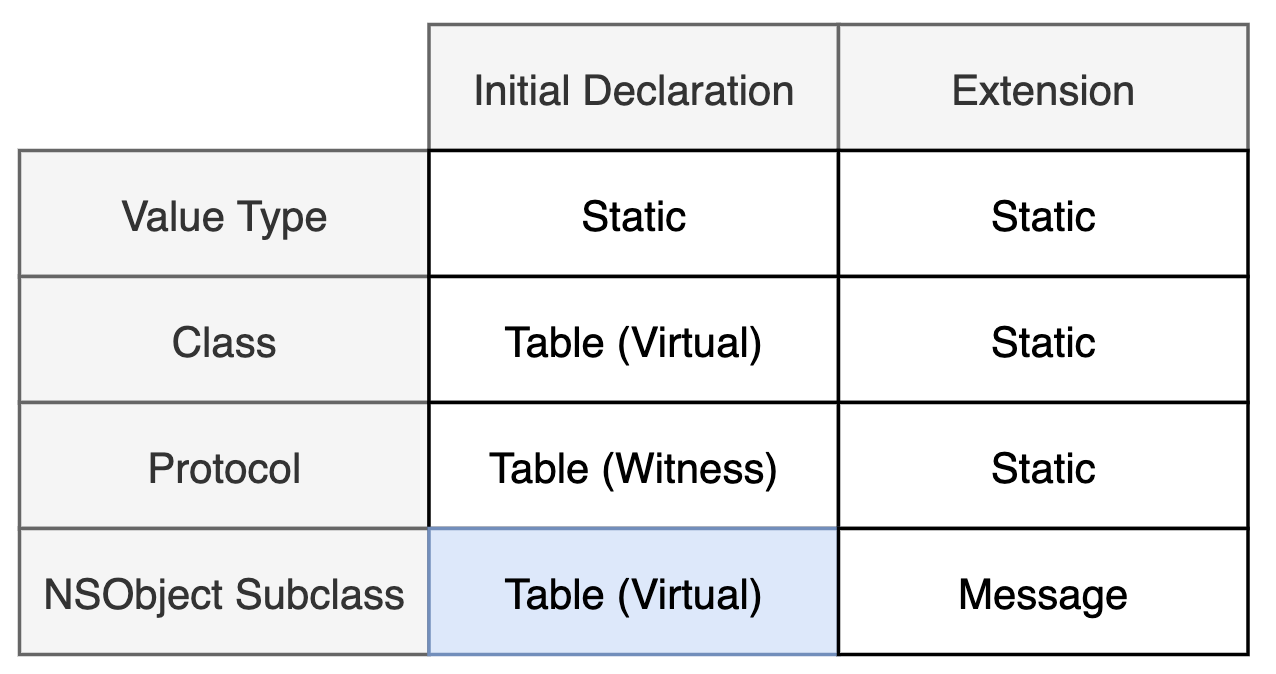 Initial Declaration
Extension
Value Type
Static
Static
Class
Table (Virtual)
Static
Protocol
Table (Witness)
Static
NSObject Subclass
Table (Virtual)
Message